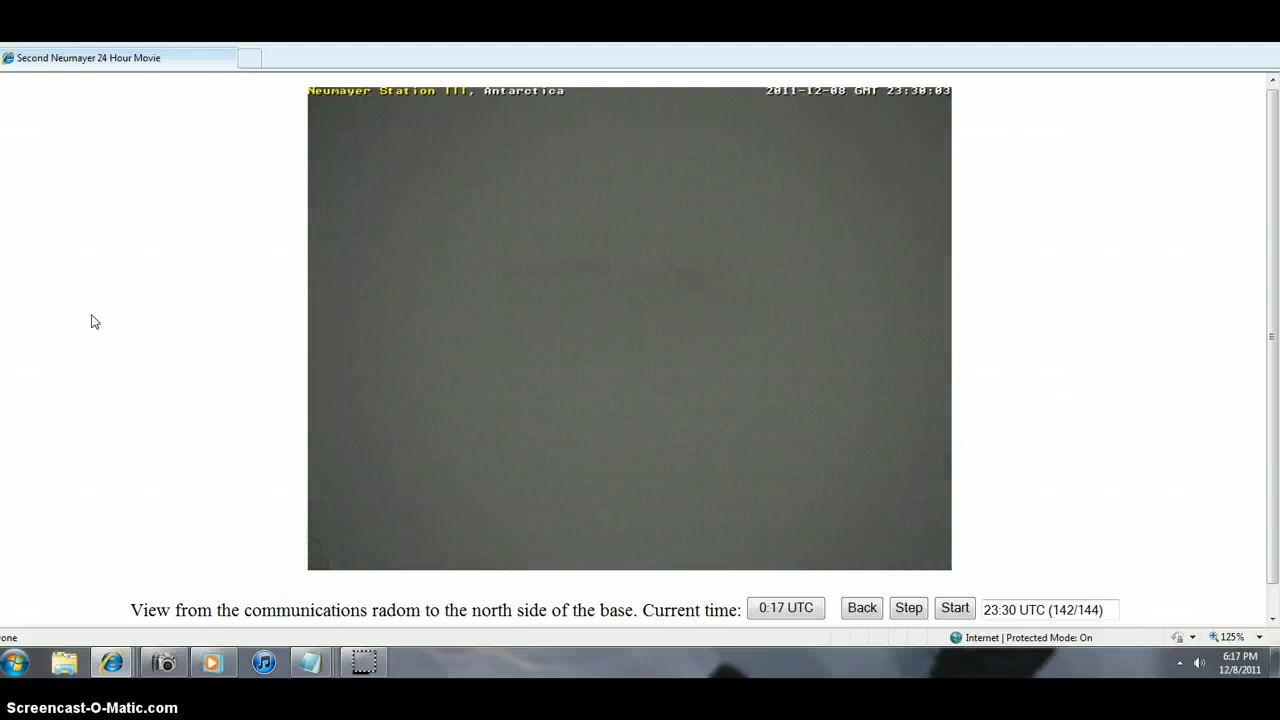 Second Neumayer 24 Hour Movie
Neumayer Station III, Antarctica 2011-12-08 GMT 23:30:03
View from the communications radom to the north side of the base. Current time: 0:17 UTC Back Step Start 23:30 UTC (142/144)
one Internet | Protected Mode: On 125%
6:17 PM
12/8/2011
Screencast-O-Matic.com